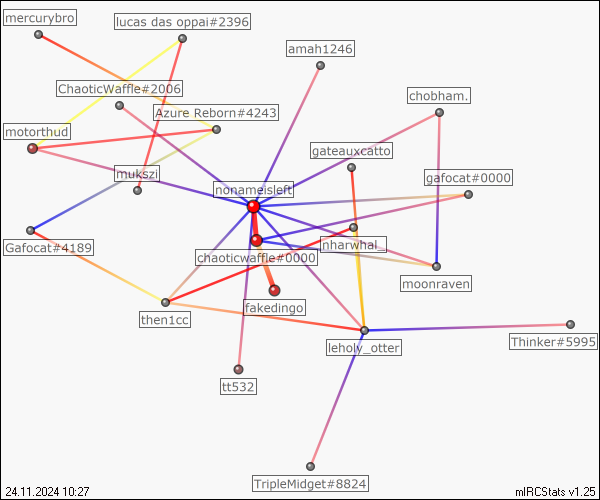 mercurybro
lucas das oppai#2396
amah1246
ChaoticWaffle#2006
chobham.
Azure Reborn#4243
motorthud
gateauxcatto
mukszi
gafocat#0000
nonameisleft
Gafocat#4189
nharwhal_
chaoticwaffle#0000
moonraven
fakedingo
then1cc
Thinker#5995
leholy_otter
tt532
TripleMidget#8824
24.11.2024 10:27
mIRCStats v1.25